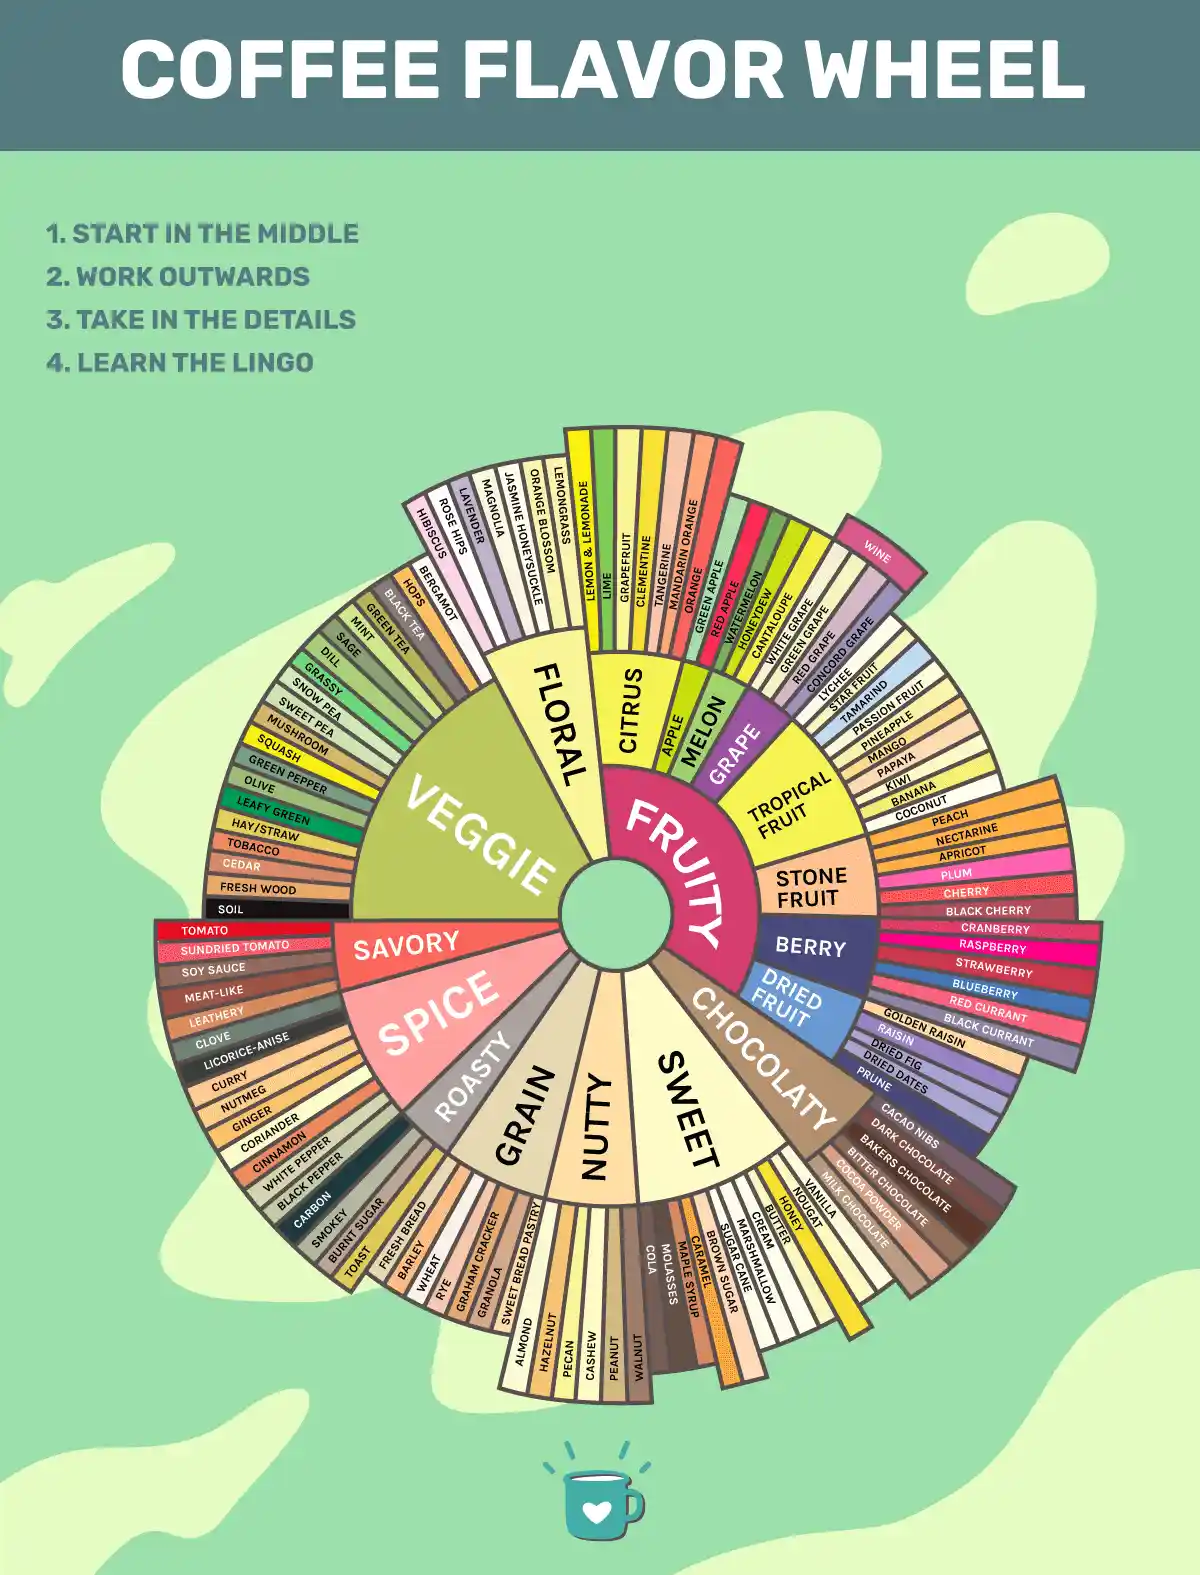 COFFEE FLAVOR WHEEL
1. START IN THE MIDDLE
2. WORK OUTWARDS
3. TAKE IN THE DETAILS
4. LEARN THE LINGO
FRUITY
CITRUS
LEMON & LEMONADE
LIME
GRAPEFRUIT
CLEMENTINE
TANGERINE
MANDARIN ORANGE
ORANGE
APPLE
GREEN APPLE
RED APPLE
MELON
WATERMELON
HONEYDEW
CANTALOUPE
GRAPE
WHITE GRAPE
GREEN GRAPE
RED GRAPE
WINE
CONCORD GRAPE
TROPICAL
FRUIT
LYCHEE
STAR FRUIT
TAMARIND
PASSION FRUIT
PINEAPPLE
MANGO
PAPAYA
KIWI
BANANA
COCONUT
STONE
FRUIT
PEACH
NECTARINE
APRICOT
PLUM
CHERRY
BLACK CHERRY
BERRY
CRANBERRY
RASPBERRY
STRAWBERRY
BLUEBERRY
RED CURRANT
BLACK CURRANT
DRIED
FRUIT
GOLDEN RAISIN
RAISIN
DRIED FIG
DRIED DATES
PRUNE
CHOCOLATY
CACAO NIBS
DARK CHOCOLATE
BAKERS CHOCOLATE
BITTER CHOCOLATE
COCOA POWDER
MILK CHOCOLATE
SWEET
VANILLA
NOUGAT
HONEY
BUTTER
CREAM
MARSHMALLOW
SUGAR CANE
BROWN SUGAR
CARAMEL
MAPLE SYRUP
MOLASSES
COLA
NUTTY
WALNUT
PEANUT
CASHEW
PECAN
HAZELNUT
ALMOND
GRAIN
SWEET BREAD PASTRY
GRANOLA
GRAHAM CRACKER
RYE
WHEAT
BARLEY
FRESH BREAD
ROASTY
TOAST
BURNT SUGAR
SMOKEY
CARBON
SPICE
BLACK PEPPER
WHITE PEPPER
CINNAMON
CORIANDER
GINGER
NUTMEG
CURRY
LICORICE-ANISE
CLOVE
SAVORY
LEATHERY
MEAT-LIKE
SOY SAUCE
SUNDRIED TOMATO
TOMATO
VEGGIE
SOIL
FRESH WOOD
CEDAR
TOBACCO
HAY/STRAW
LEAFY GREEN
OLIVE
GREEN PEPPER
SQUASH
MUSHROOM
SWEET PEA
SNOW PEA
GRASSY
DILL
SAGE
MINT
GREEN TEA
BLACK TEA
HOPS
BERGAMOT
FLORAL
HIBISCUS
ROSE HIPS
LAVENDER
MAGNOLIA
JASMINE HONEYSUCKLE
ORANGE BLOSSOM
LEMONGRASS